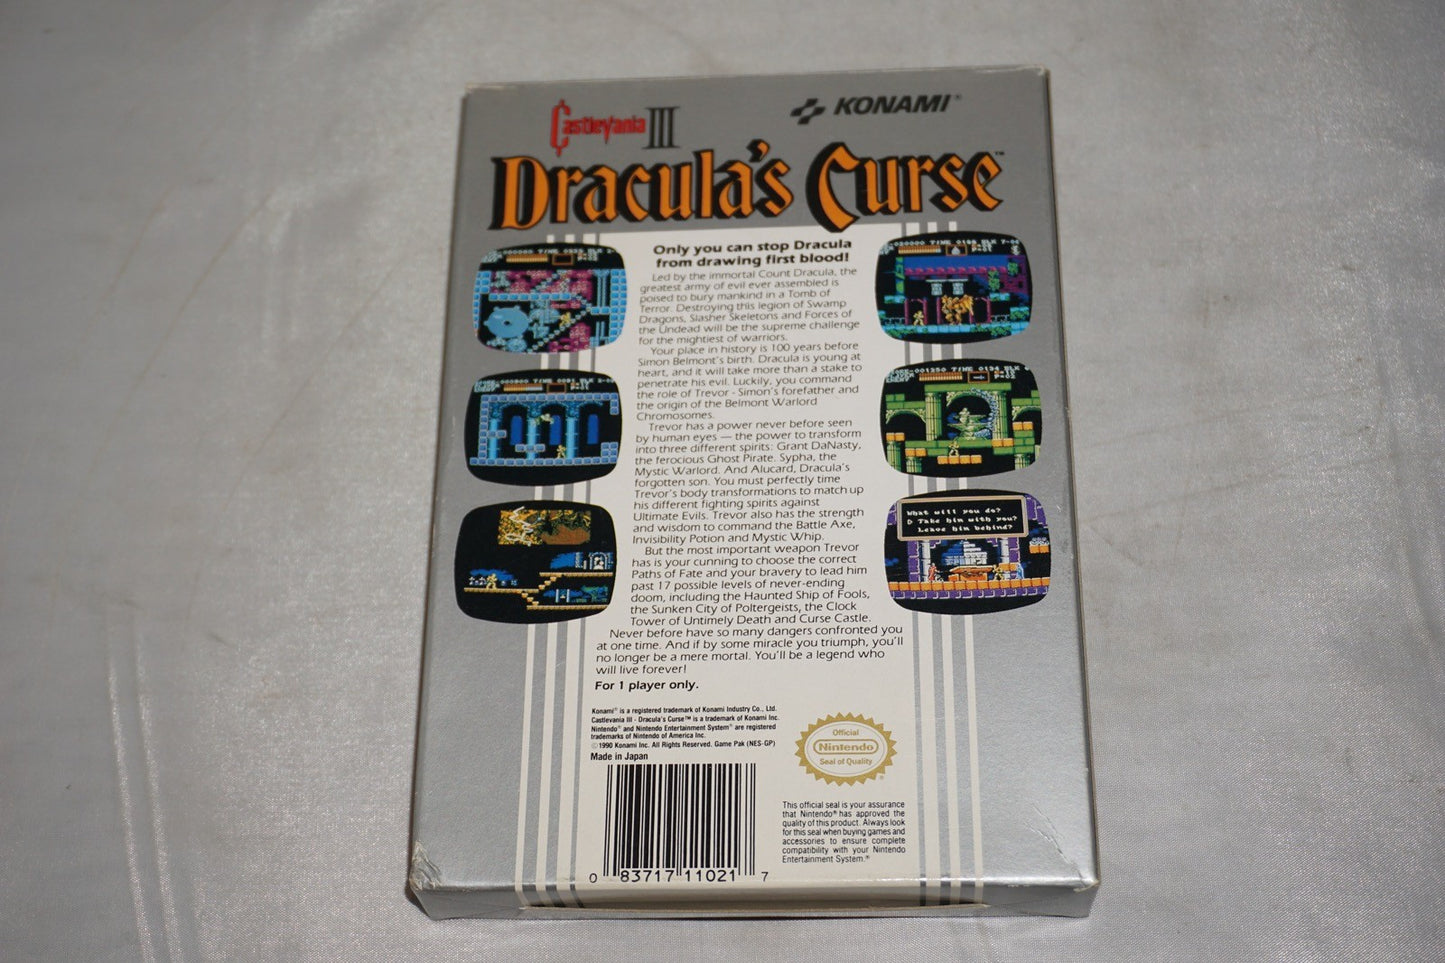 Castlevania III
KONAMI®
Dracula's Curse™
Only you can stop Dracula
from drawing first blood!
Led by the immortal Count Dracula, the
greatest army of evil ever assembled is
poised to bury mankind in a Tomb of
Terror. Destroying this legion of Swamp
Dragons, Slasher Skeletons and Forces of
the Undead will be the supreme challenge
for the mightiest of warriors.
Your place in history is 100 years before
Simon Belmont's birth. Dracula is young at
heart, and it will take more than a stake to
penetrate his evil. Luckily, you command
the role of Trevor - Simon's forefather and
the origin of the Belmont Warlord
Chromosomes.
Trevor has a power never before seen
by human eyes — the power to transform
into three different spirits: Grant DaNasty,
the ferocious Ghost Pirate. Sypha, the
Mystic Warlord. And Alucard, Dracula's
forgotten son. You must perfectly time
Trevor's body transformations to match up
his different fighting spirits against
Ultimate Evils. Trevor also has the strength
and wisdom to command the Battle Axe,
Invisibility Potion and Mystic Whip.
But the most important weapon Trevor
has is your cunning to choose the correct
Paths of Fate and your bravery to lead him
past 17 possible levels of never-ending
doom, including the Haunted Ship of Fools,
the Sunken City of Poltergeists, the Clock
Tower of Untimely Death and Curse Castle.
Never before have so many dangers confronted you
at one time. And if by some miracle you triumph, you'll
no longer be a mere mortal. You'll be a legend who
will live forever!
For 1 player only.
What will you do?
Take him with you?
Leave him behind?
Konami® is a registered trademark of Konami Industry Co., Ltd.
Castlevania III - Dracula's Curse™ is a trademark of Konami Inc.
Nintendo® and Nintendo Entertainment System® are registered
trademarks of Nintendo of America Inc.
© 1990 Konami Inc. All Rights Reserved. Game Pak (NES-GP)
Made in Japan
0 83717 11021 7
Official
Nintendo
Seal of Quality
This official seal is your assurance
that Nintendo® has approved the
quality of this product. Always look
for this seal when buying games and
accessories to ensure complete
compatibility with your Nintendo
Entertainment System.®